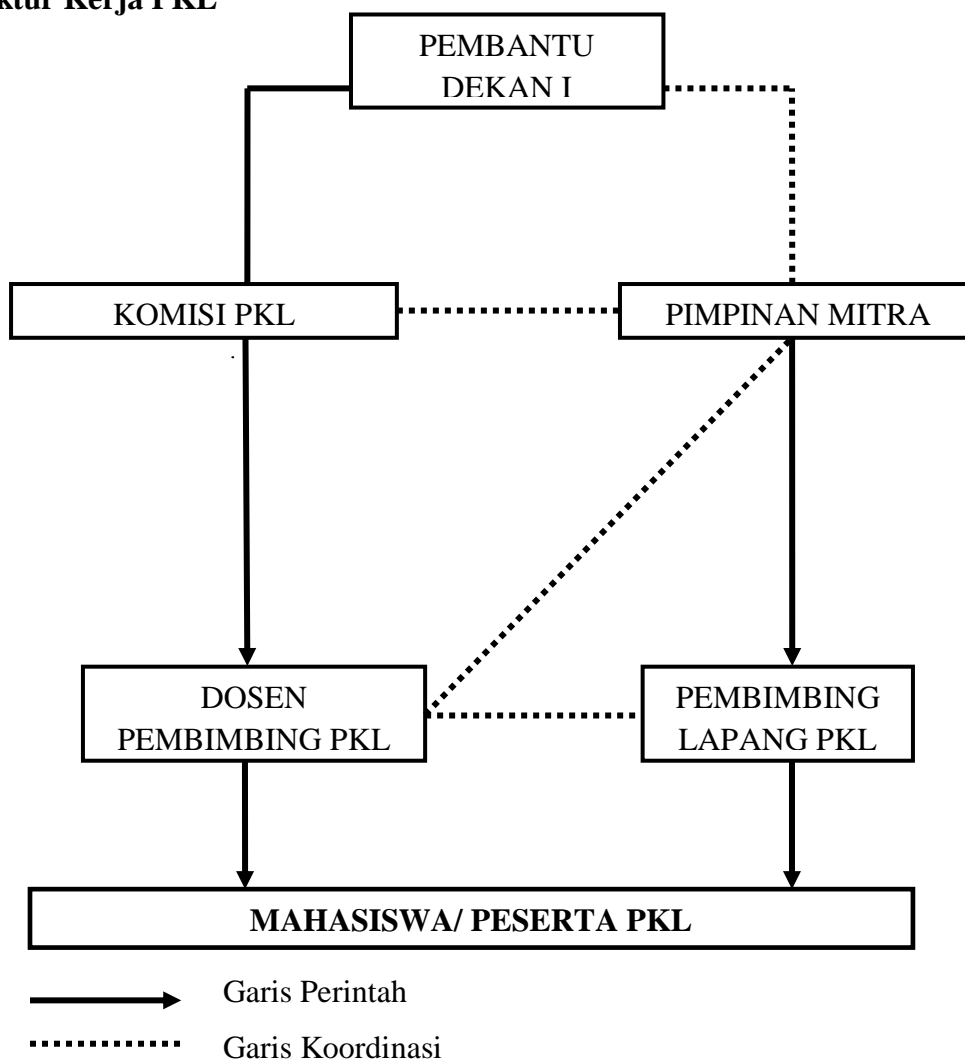 ktur Kerja PKL
PEMBANTU
DEKAN I
KOMISI PKL
PIMPINAN MITRA
DOSEN
PEMBIMBING PKL
PEMBIMBING
LAPANG PKL
MAHASISWA/ PESERTA PKL
Garis Perintah
Garis Koordinasi